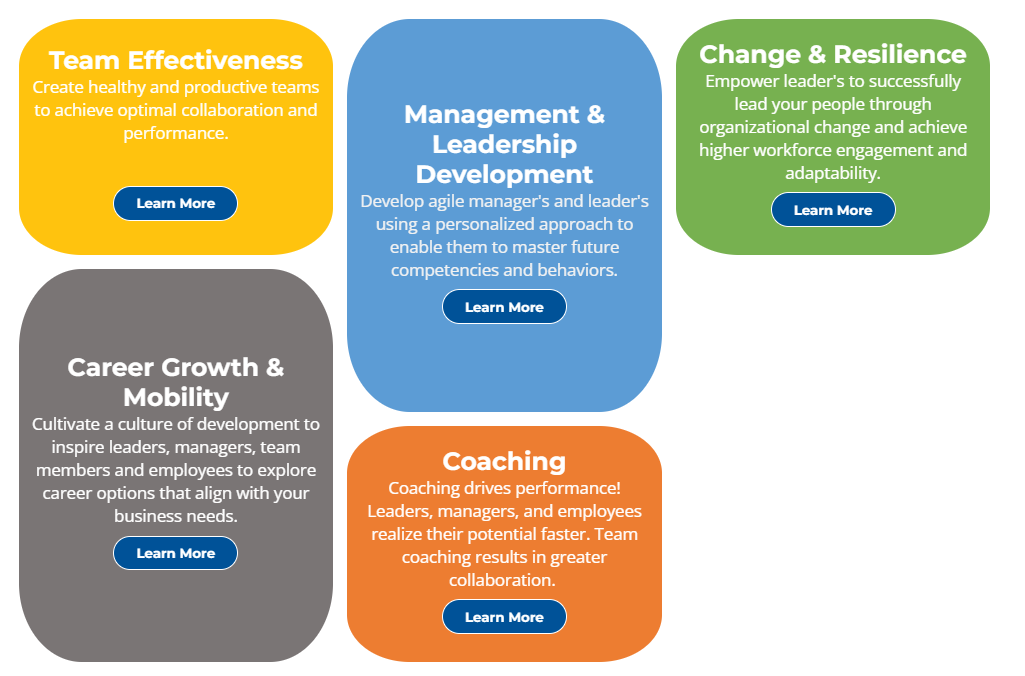 Team Effectiveness
Create healthy and productive teams
to achieve optimal collaboration and
performance.
Learn More
Management &
Leadership
Development
Develop agile manager's and leader's
using a personalized approach to
enable them to master future
competencies and behaviors.
Learn More
Change & Resilience
Empower leader's to successfully
lead your people through
organizational change and achieve
higher workforce engagement and
adaptability.
Learn More
Career Growth &
Mobility
Cultivate a culture of development to
inspire leaders, managers, team
members and employees to explore
career options that align with your
business needs.
Learn More
Coaching
Coaching drives performance!
Leaders, managers, and employees
realize their potential faster. Team
coaching results in greater
collaboration.
Learn More